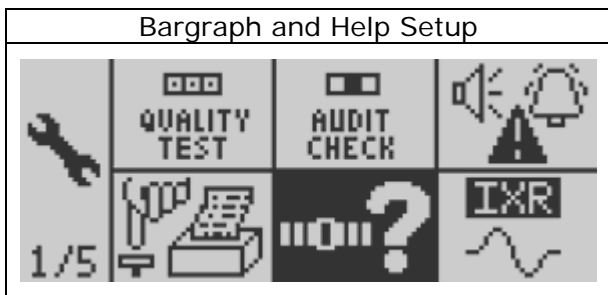 Bargraph and Help Setup
QUALITY
TEST
AUDIT
CHECK
1/5
?
IXR